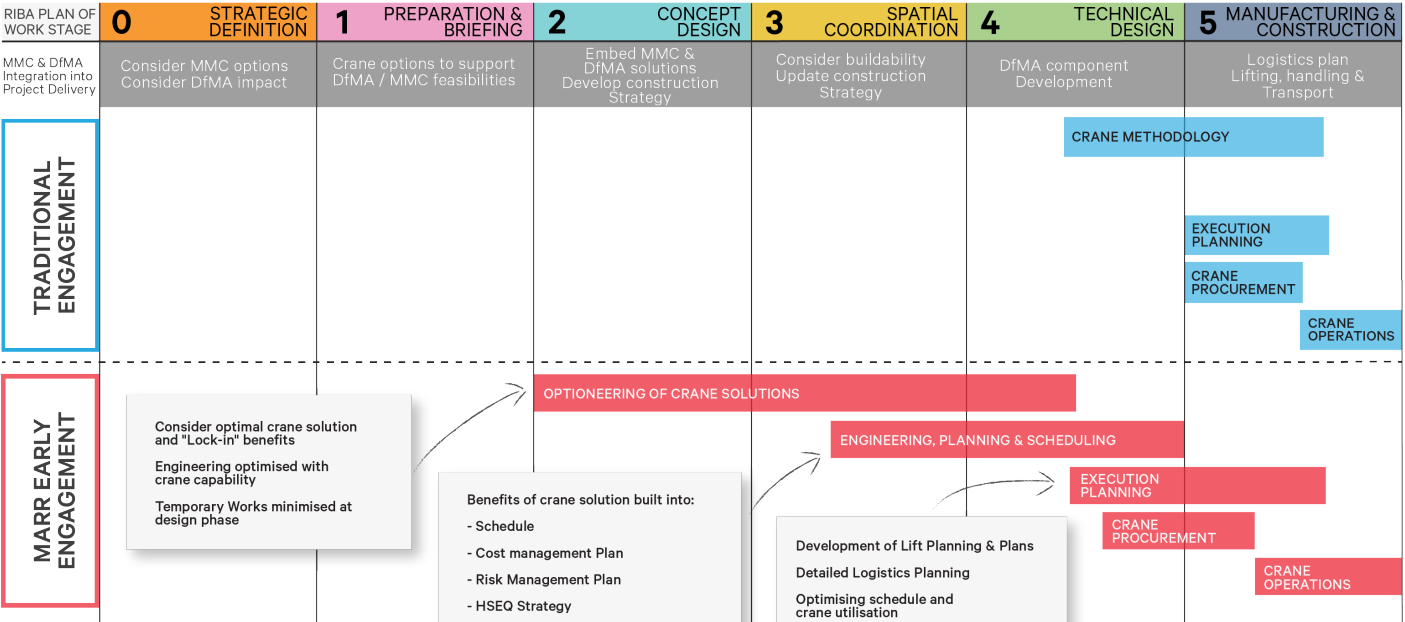 RIBA PLAN OF
WORK STAGE
0
STRATEGIC
DEFINITION
1
PREPARATION &
BRIEFING
2
CONCEPT
DESIGN
3
SPATIAL
COORDINATION
4
TECHNICAL
DESIGN
5
MANUFACTURING &
CONSTRUCTION
MMC & DfMA
Integration into
Project Delivery
Consider MMC options
Consider DfMA impact
Crane options to support
DfMA / MMC feasibilities
Embed MMC &
DfMA solutions
Develop construction
Strategy
Consider buildability
Update construction
Strategy
DfMA component
Development
Logistics plan
Lifting, handling &
Transport
TRADITIONAL
ENGAGEMENT
CRANE METHODOLOGY
EXECUTION
PLANNING
CRANE
PROCUREMENT
CRANE
OPERATIONS
MARR EARLY
ENGAGEMENT
OPTIONEERING OF CRANE SOLUTIONS
ENGINEERING, PLANNING & SCHEDULING
EXECUTION
PLANNING
CRANE
PROCUREMENT
CRANE
OPERATIONS
Consider optimal crane solution
and "Lock-in" benefits
Engineering optimised with
crane capability
Temporary Works minimised at
design phase
Benefits of crane solution built into:
- Schedule
- Cost management Plan
- Risk Management Plan
- HSEQ Strategy
Development of Lift Planning & Plans
Detailed Logistics Planning
Optimising schedule and
crane utilisation